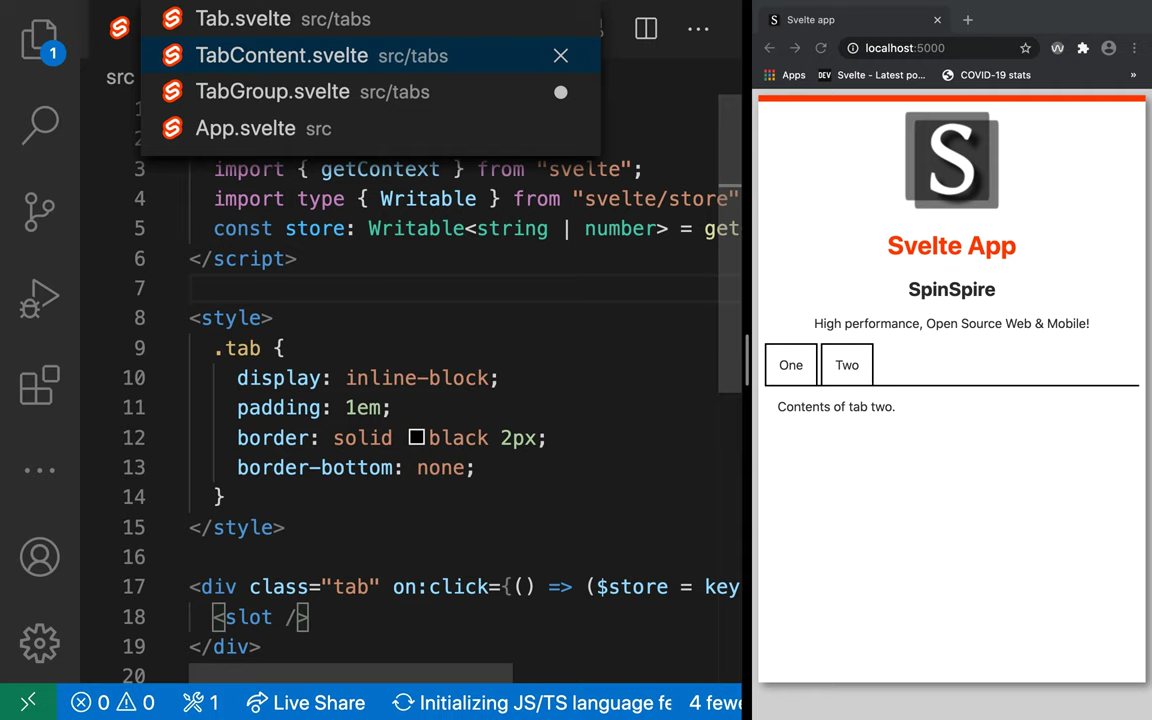 Tab.svelte src/tabs
TabContent.svelte src/tabs
TabGroup.svelte src/tabs
App.svelte src
src
1
3 import { getContext } from "svelte";
4 import type { Writable } from "svelte/store"
5 const store: Writable<string | number> = get
6 </script>
7
8 <style>
9 .tab {
10 display: inline-block;
11 padding: 1em;
12 border: solid black 2px;
13 border-bottom: none;
14 }
15 </style>
16
17 <div class="tab" on:click={() => ($store = key
18 <slot />
19 </div>
20
0 0 1 Live Share Initializing JS/TS language fe 4 fewe
Svelte app
localhost:5000
Apps DEV Svelte - Latest po... COVID-19 stats »
S
Svelte App
SpinSpire
High performance, Open Source Web & Mobile!
One Two
Contents of tab two.